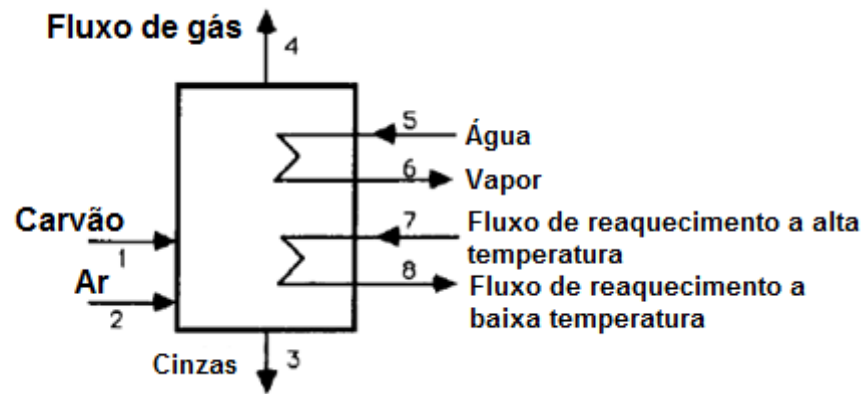 Fluxo de gás
4
5
Água
6
Vapor
Carvão
1
7
Fluxo de reaquecimento a alta
temperatura
Ar
2
8
Fluxo de reaquecimento a
baixa temperatura
Cinzas
3